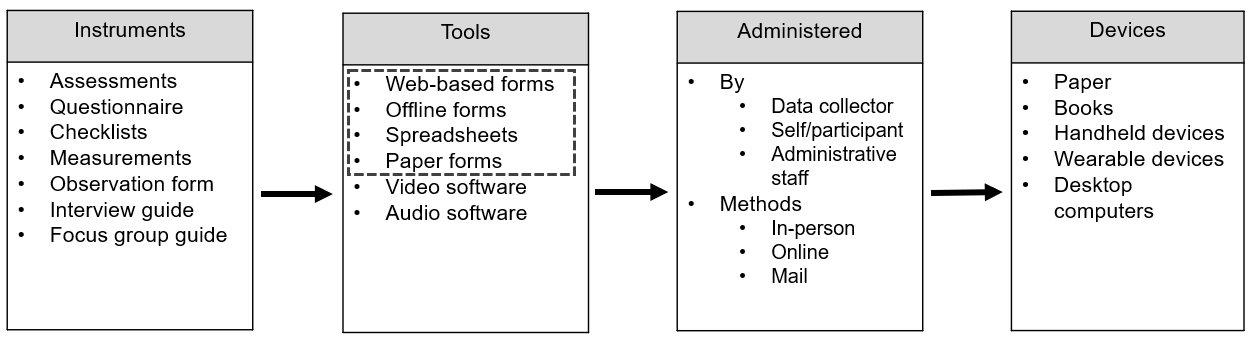 Instruments
• Assessments
• Questionnaire
• Checklists
• Measurements
• Observation form
• Interview guide
• Focus group guide
Tools
• Web-based forms
• Offline forms
• Spreadsheets
• Paper forms
• Video software
• Audio software
Administered
• By
• Data collector
• Self/participant
• Administrative
staff
• Methods
• In-person
• Online
• Mail
Devices
• Paper
• Books
• Handheld devices
• Wearable devices
• Desktop
computers